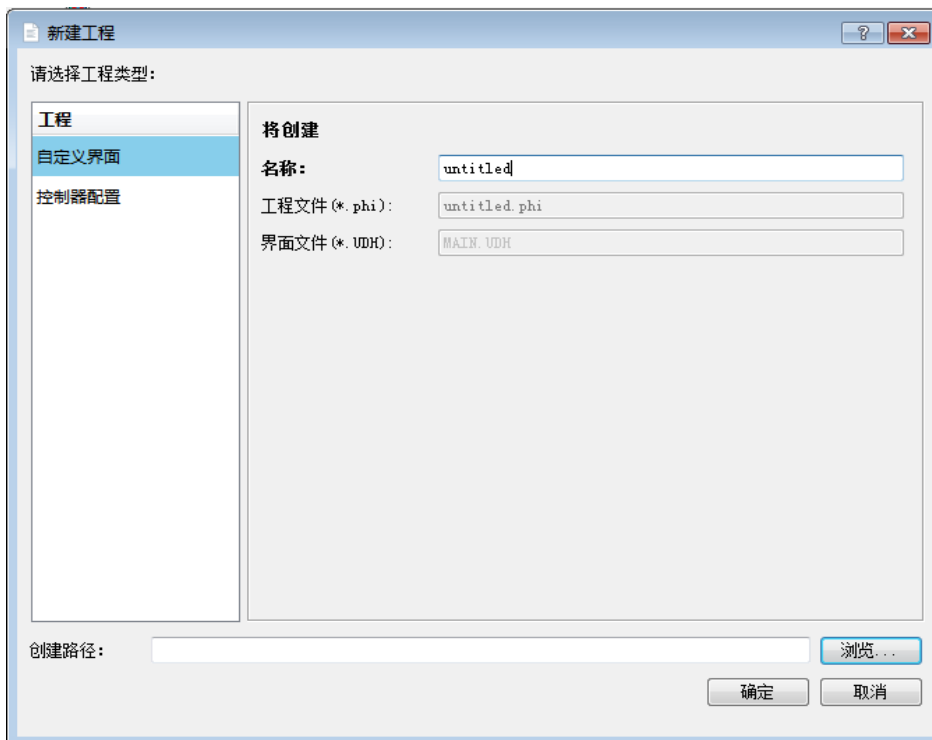 新建工程
请选择工程类型：
工程
自定义界面
控制器配置
将创建
名称： untitled
工程文件(*.phi)： untitled.phi
界面文件(*.UDH)： MAIN.UDH
创建路径： 浏览...
确定 取消